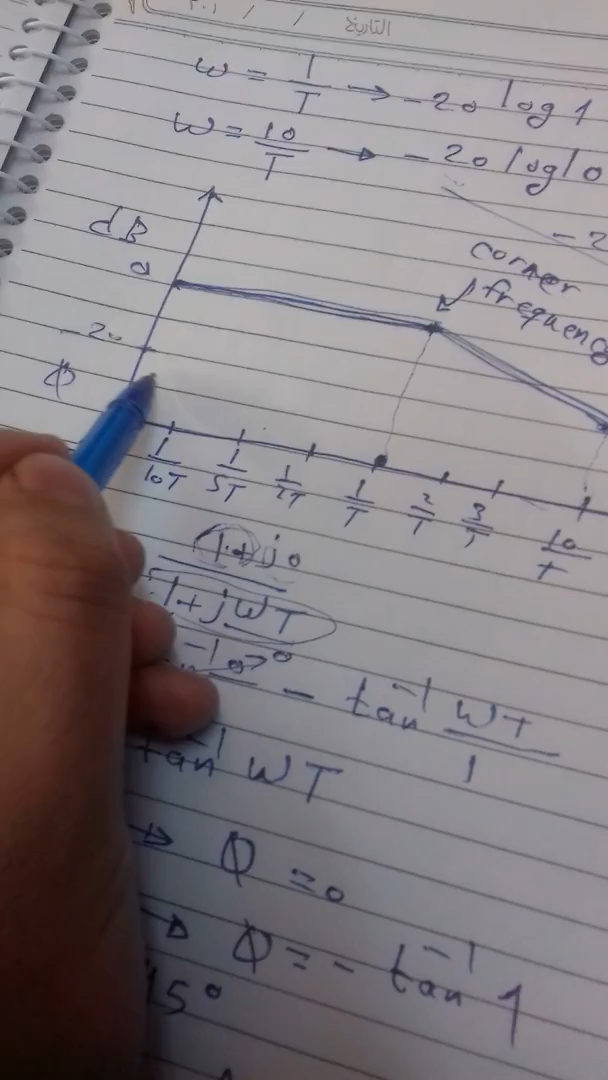 التاريخ / / ٢٠١
ω = 1/T → -20 log 1
ω = 10/T → -20 log 10
-2
dB
corner
frequency
0
-20
Φ
1/10T 1/5T 1/2T 1/T 2/T 3/T 10/T
1+j0
1+jωT
- tan⁻¹ ωT/1
tan⁻¹ ωT
→ Φ = 0
→ Φ = - tan⁻¹ 1
45°